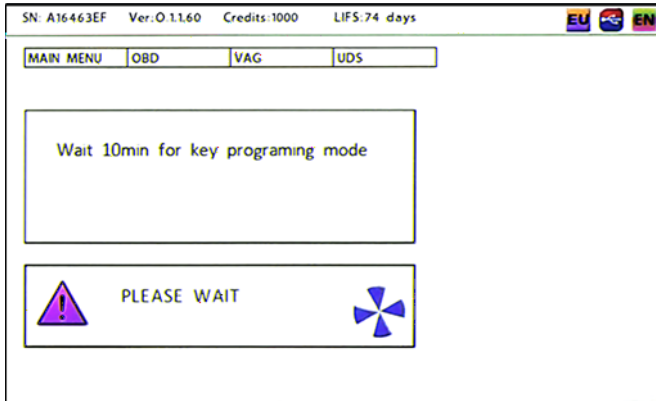 SN: A16463EF Ver:O.1.1.60 Credits:1000 LIFS:74 days EU EN
MAIN MENU OBD VAG UDS
Wait 10min for key programing mode
! PLEASE WAIT